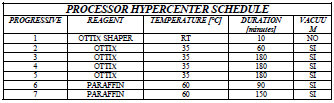 PROCESSOR HYPERCENTER SCHEDULE
PROGRESSIVE REAGENT TEMPERATURE [°C] DURATION [minutes] VACUUM
1 OTTIX SHAPER RT 10 NO
2 OTTIX 35 60 SI
3 OTTIX 35 180 SI
4 OTTIX 35 180 SI
5 OTTIX 35 180 SI
6 PARAFFIN 60 90 SI
7 PARAFFIN 60 150 SI